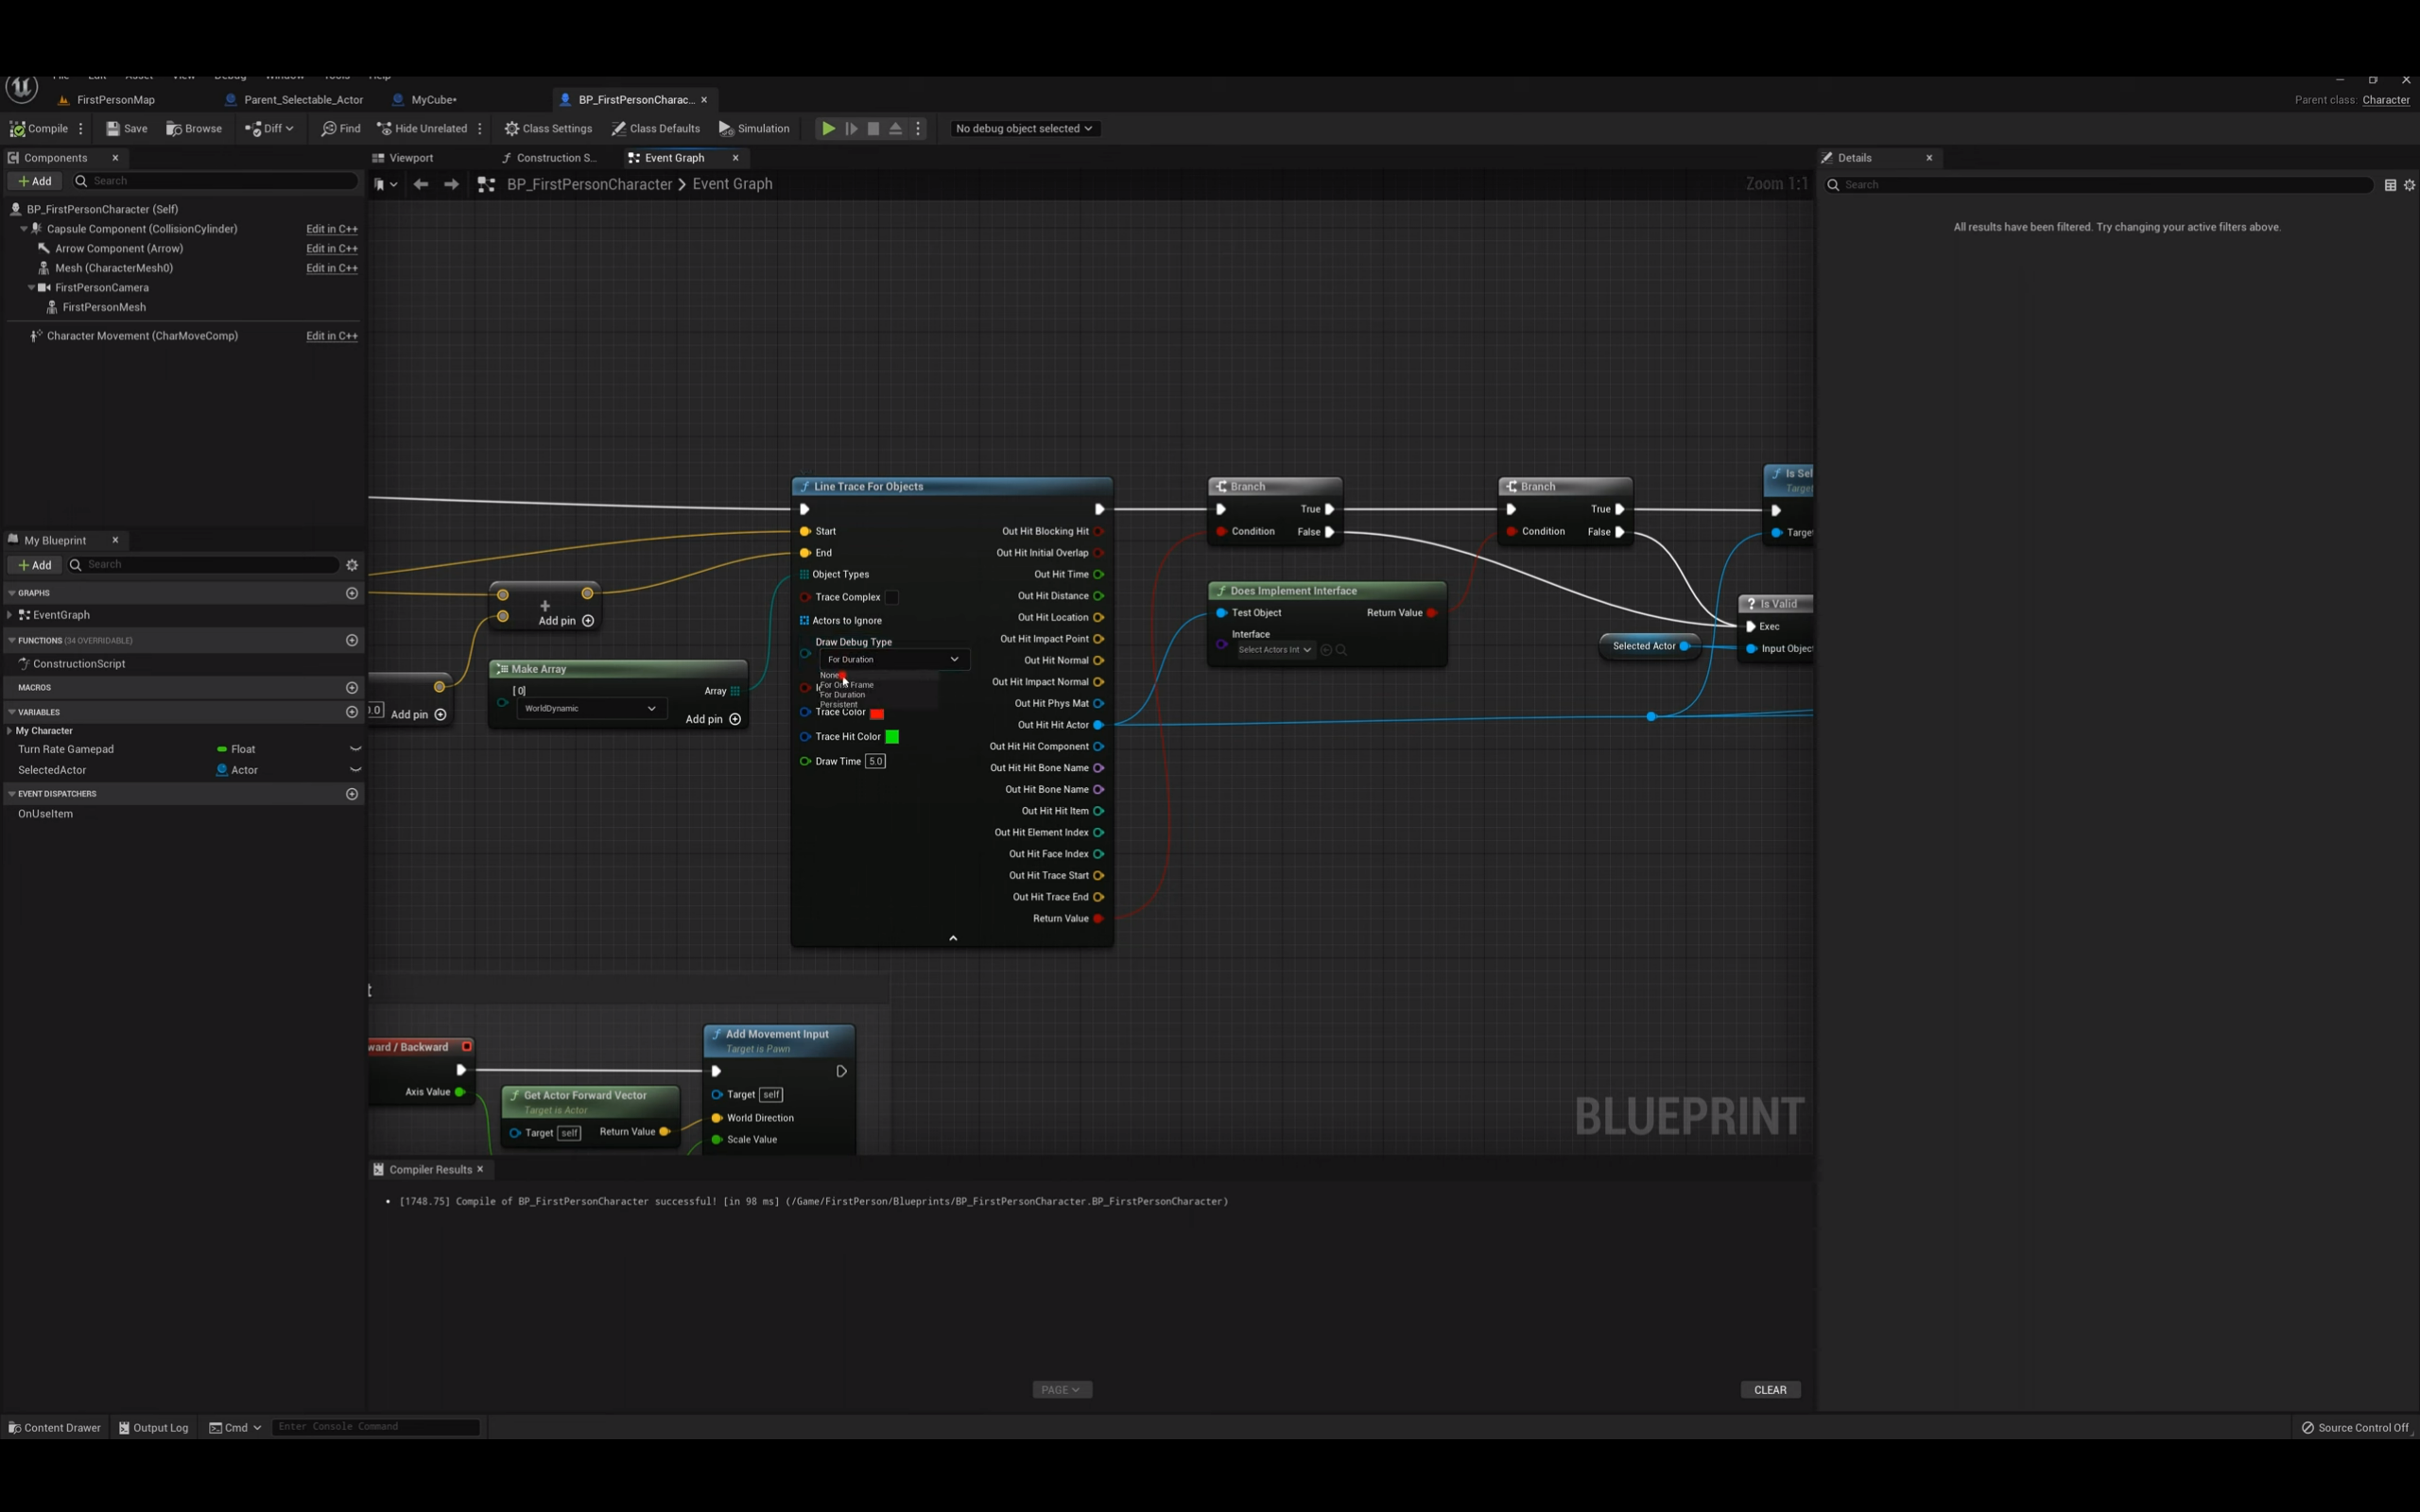 File Edit Asset View Debug Window Tools Help
FirstPersonMap
Parent_Selectable_Actor
MyCube*
BP_FirstPersonCharac...
Parent class: Character
Compile
Save
Browse
Diff
Find
Hide Unrelated
Class Settings
Class Defaults
Simulation
No debug object selected
Components
Add
Search
BP_FirstPersonCharacter (Self)
Capsule Component (CollisionCylinder) Edit in C++
Arrow Component (Arrow) Edit in C++
Mesh (CharacterMesh0) Edit in C++
FirstPersonCamera
FirstPersonMesh
Character Movement (CharMoveComp) Edit in C++
My Blueprint
Add
Search
GRAPHS
EventGraph
FUNCTIONS (34 OVERRIDABLE)
ConstructionScript
MACROS
VARIABLES
My Character
Turn Rate Gamepad Float
SelectedActor Actor
EVENT DISPATCHERS
OnUseItem
Viewport
Construction S...
Event Graph
BP_FirstPersonCharacter > Event Graph
Zoom 1:1
Add pin
0.0 Add pin
Make Array
[0]
Array
WorldDynamic
Add pin
Line Trace For Objects
Start
End
Object Types
Trace Complex
Actors to Ignore
Draw Debug Type
For Duration
None
For One Frame
For Duration
Persistent
Trace Color
Trace Hit Color
Draw Time 5.0
Out Hit Blocking Hit
Out Hit Initial Overlap
Out Hit Time
Out Hit Distance
Out Hit Location
Out Hit Impact Point
Out Hit Normal
Out Hit Impact Normal
Out Hit Phys Mat
Out Hit Hit Actor
Out Hit Hit Component
Out Hit Hit Bone Name
Out Hit Bone Name
Out Hit Hit Item
Out Hit Element Index
Out Hit Face Index
Out Hit Trace Start
Out Hit Trace End
Return Value
Branch
True
Condition False
Does Implement Interface
Test Object Return Value
Interface
Select Actors Int
Branch
True
Condition False
Selected Actor
Is Sel
Target
Targe
Is Valid
Exec
Input Objec
t
ward / Backward
Axis Value
Get Actor Forward Vector
Target is Actor
Target self Return Value
Add Movement Input
Target is Pawn
Target self
World Direction
Scale Value
BLUEPRINT
Compiler Results
[1748.75] Compile of BP_FirstPersonCharacter successful! [in 98 ms] (/Game/FirstPerson/Blueprints/BP_FirstPersonCharacter.BP_FirstPersonCharacter)
PAGE
CLEAR
Details
Search
All results have been filtered. Try changing your active filters above.
Content Drawer
Output Log
Cmd
Enter Console Command
Source Control Off